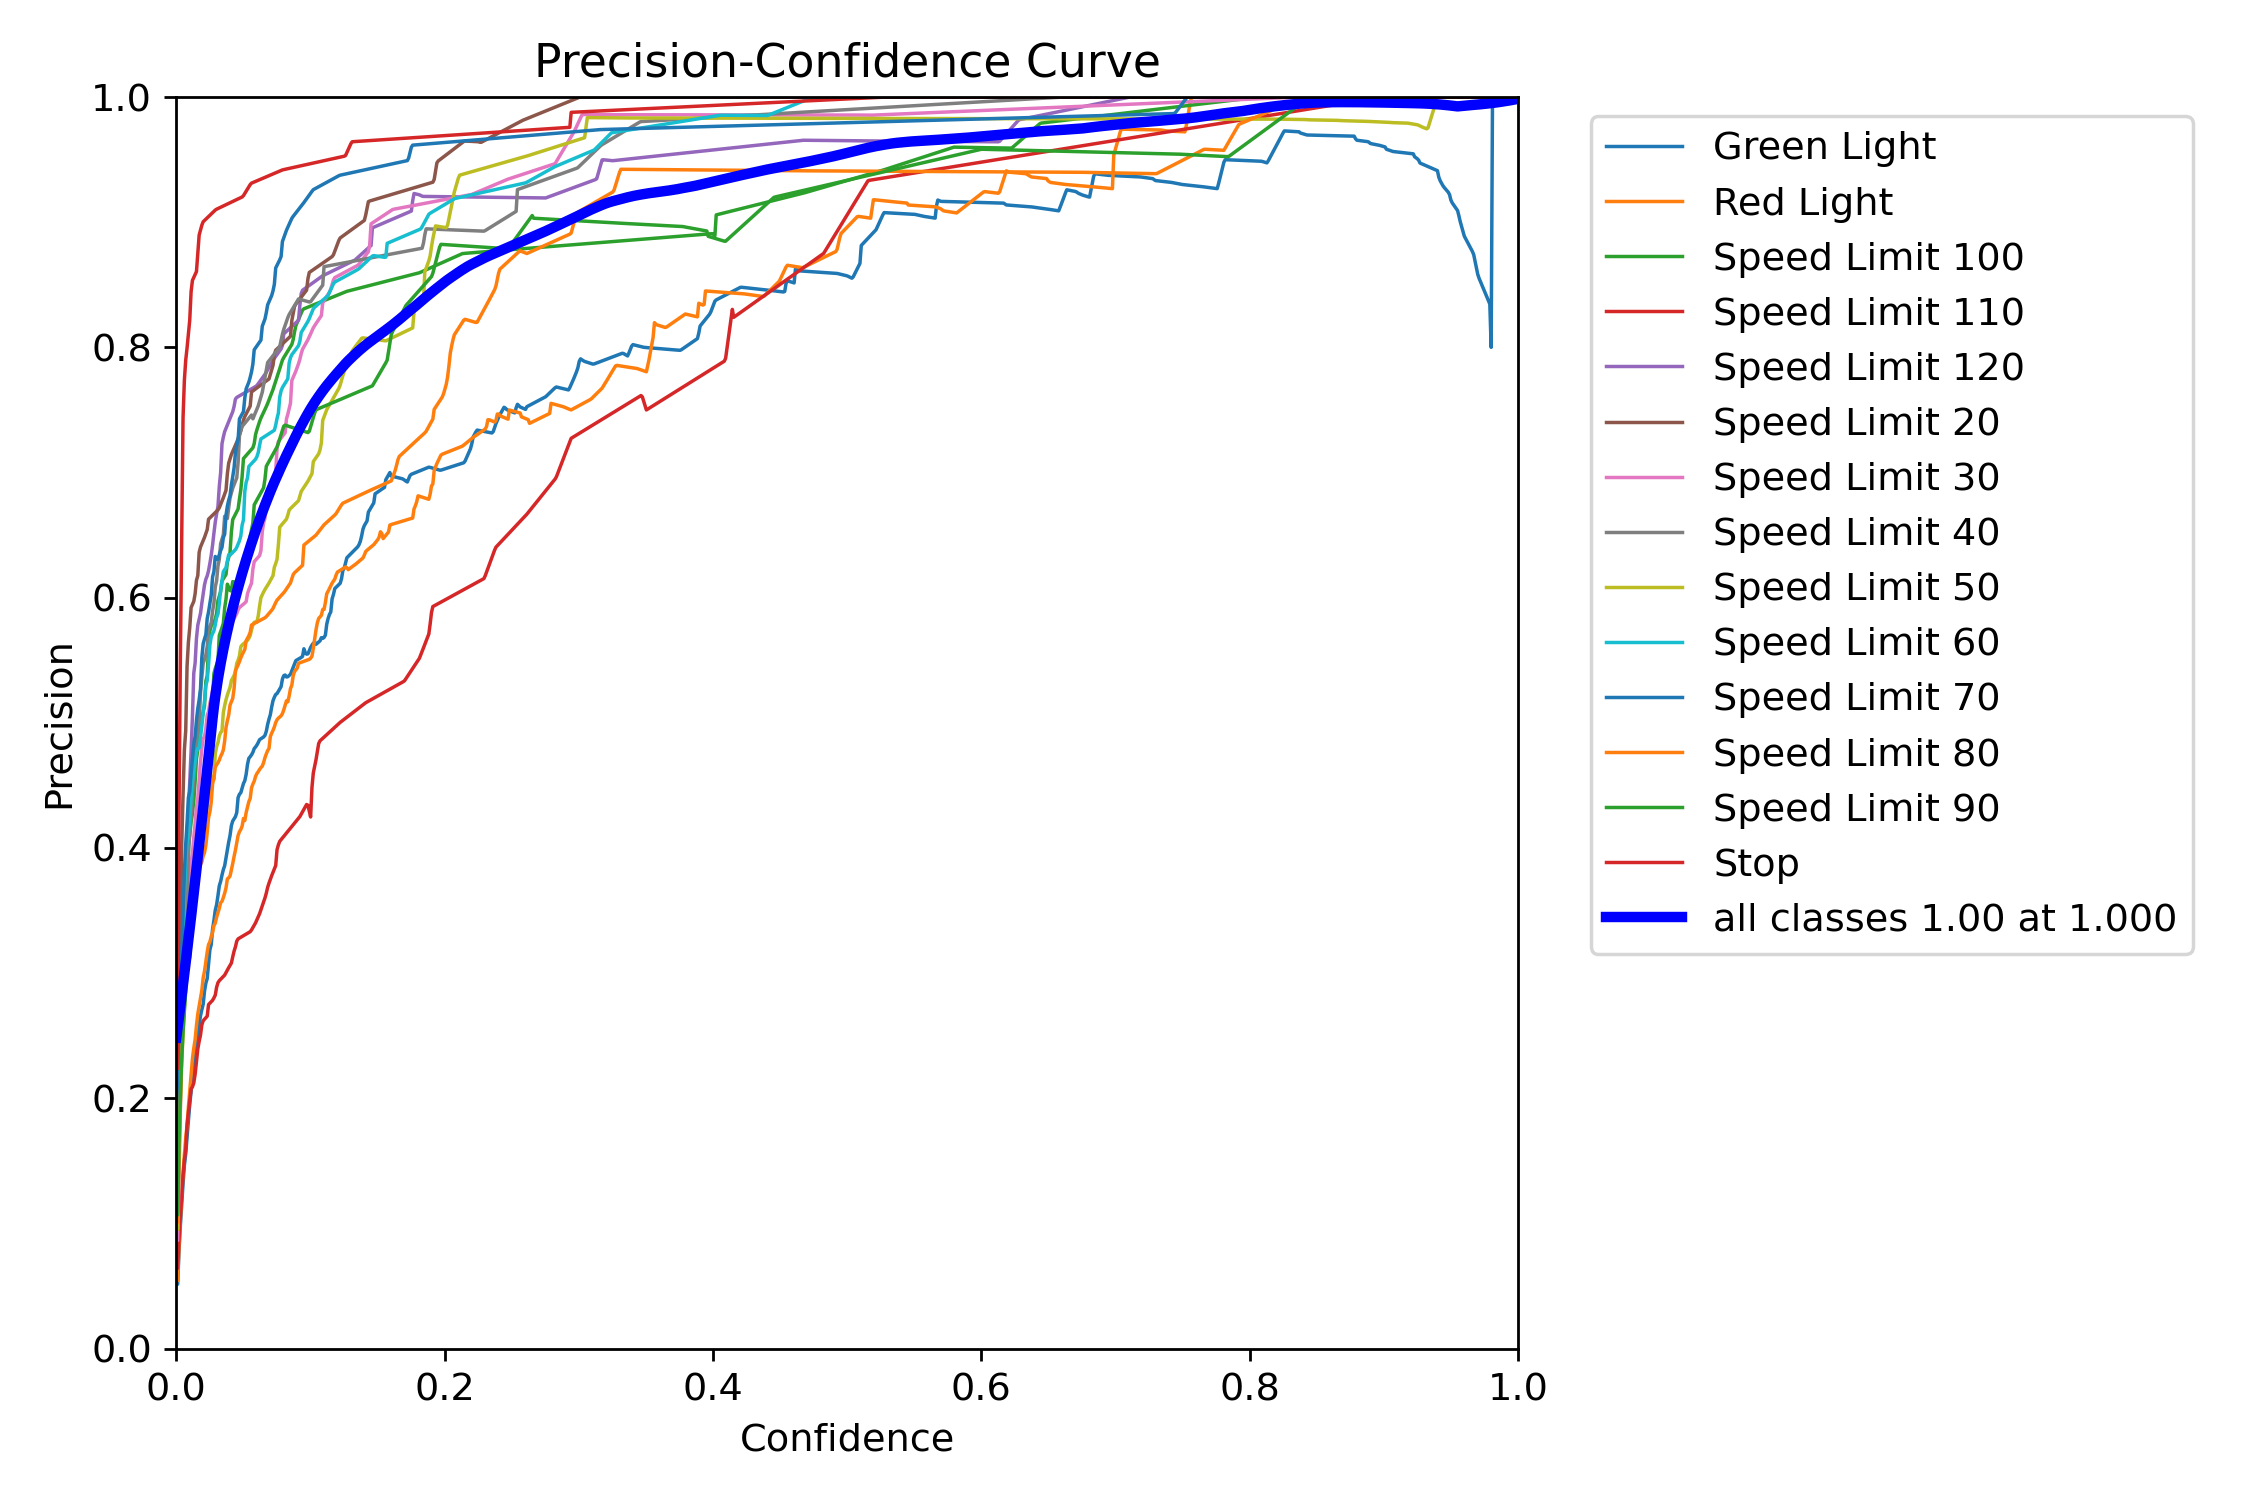 Precision-Confidence Curve
1.0
0.8
0.6
0.4
0.2
0.0
Precision
0.0 0.2 0.4 0.6 0.8 1.0
Confidence
Green Light
Red Light
Speed Limit 100
Speed Limit 110
Speed Limit 120
Speed Limit 20
Speed Limit 30
Speed Limit 40
Speed Limit 50
Speed Limit 60
Speed Limit 70
Speed Limit 80
Speed Limit 90
Stop
all classes 1.00 at 1.000